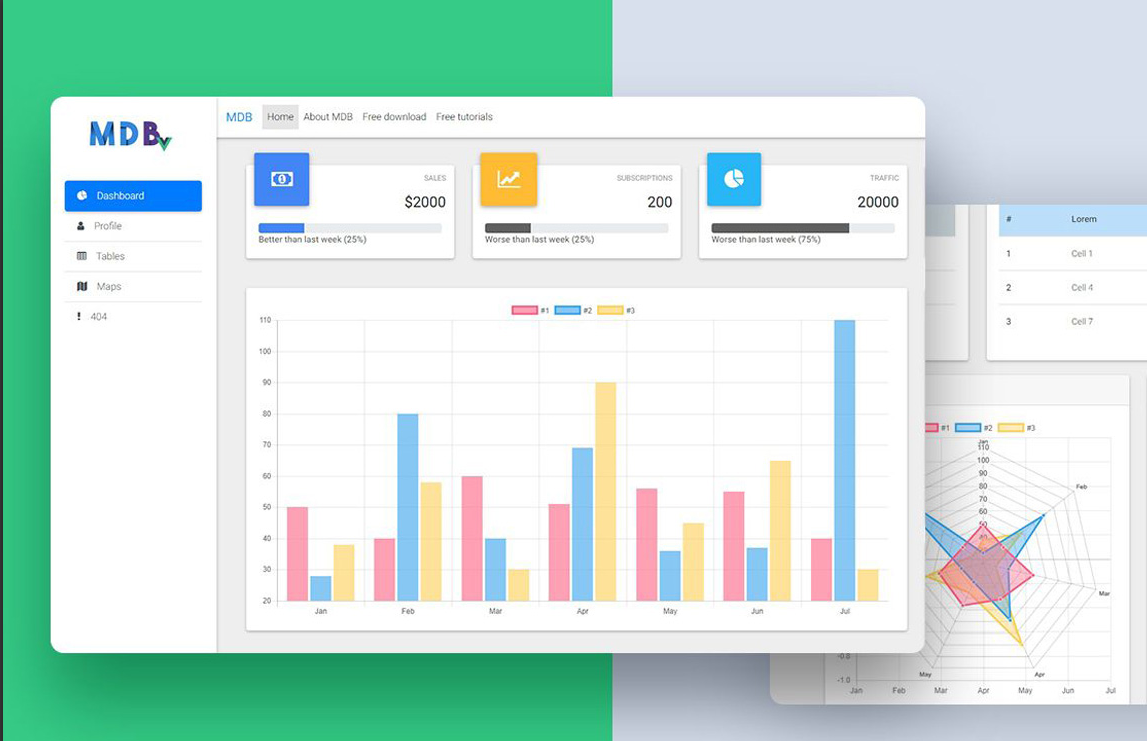 MDB
MDB Home About MDB Free download Free tutorials
Dashboard
Profile
Tables
Maps
404
SALES
$2000
Better than last week (25%)
SUBSCRIPTIONS
200
Worse than last week (25%)
TRAFFIC
20000
Worse than last week (75%)
#1 #2 #3
110
100
90
80
70
60
50
40
30
20
Jan Feb Mar Apr May Jun Jul
# Lorem
1 Cell 1
2 Cell 4
3 Cell 7
#1 #2 #3
Jan
110
100
90
80
70
60
50
40
Feb
Mar
Apr
May
-0.8
-1.0
Jan Feb Mar Apr May Jun Jul